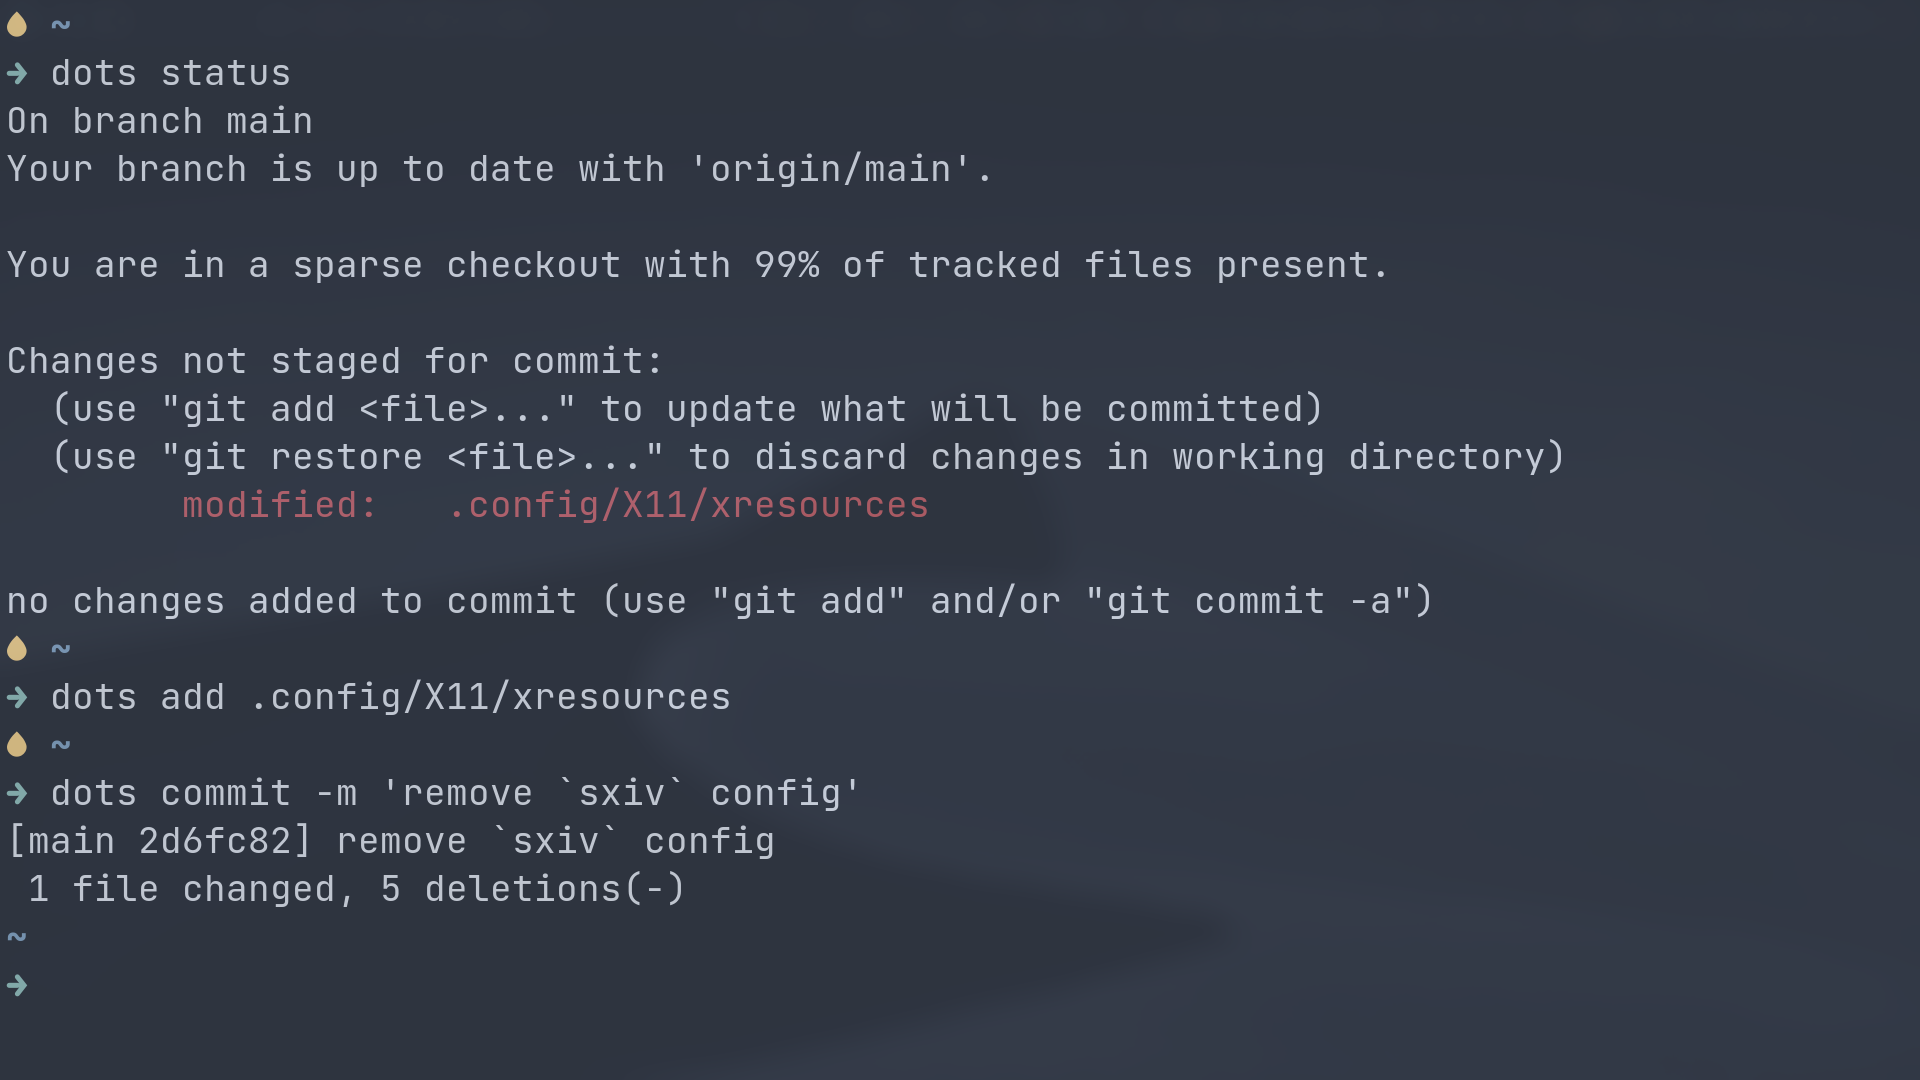 ~
➜ dots status
On branch main
Your branch is up to date with 'origin/main'.

You are in a sparse checkout with 99% of tracked files present.

Changes not staged for commit:
  (use "git add <file>..." to update what will be committed)
  (use "git restore <file>..." to discard changes in working directory)
        modified:   .config/X11/xresources

no changes added to commit (use "git add" and/or "git commit -a")
~
➜ dots add .config/X11/xresources
~
➜ dots commit -m 'remove `sxiv` config'
[main 2d6fc82] remove `sxiv` config
 1 file changed, 5 deletions(-)
~
➜